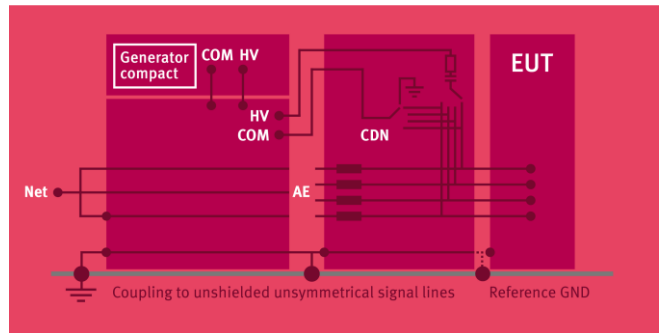 Generator
compact
COM HV
EUT
HV
COM
CDN
Net
AE
Coupling to unshielded unsymmetrical signal lines
Reference GND